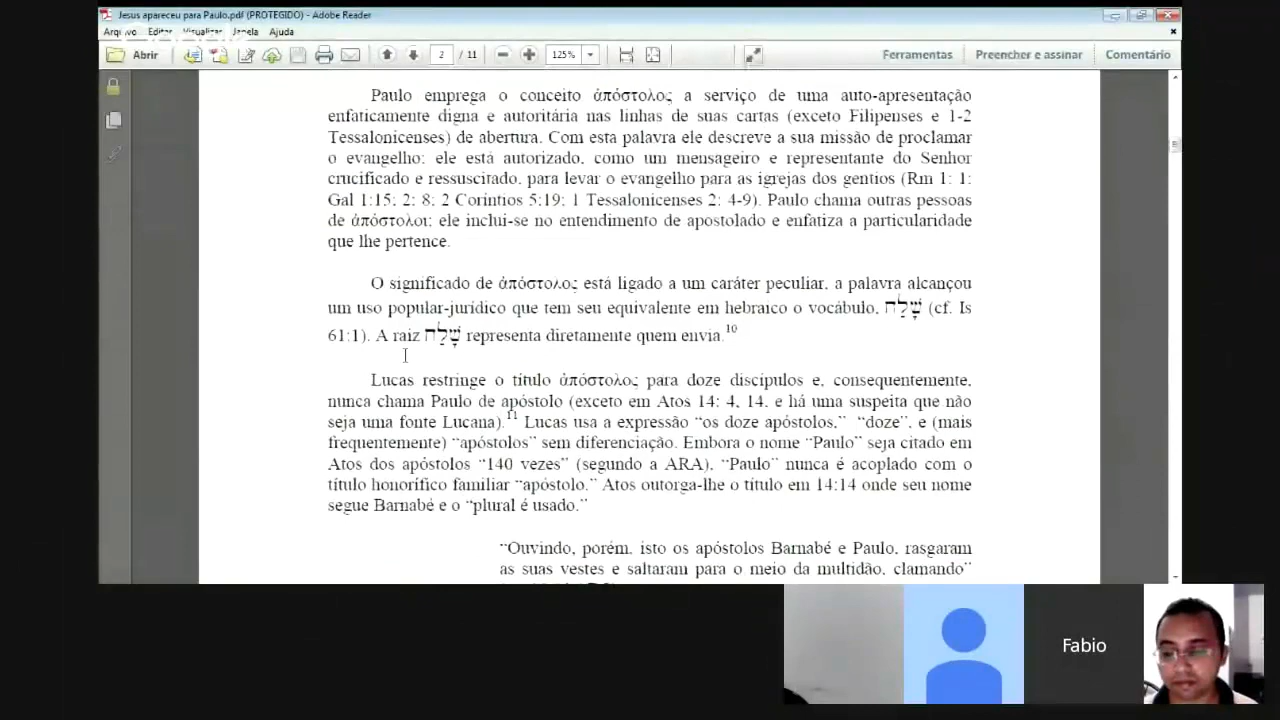 Jesus apareceu para Paulo.pdf (PROTEGIDO) - Adobe Reader
Editar Visualizar Janela Ajuda
Abrir 2 / 11 125% Ferramentas Preencher e assinar Comentário
Paulo emprega o conceito ἀπόστολος a serviço de uma auto-apresentação
enfaticamente digna e autoritária nas linhas de suas cartas (exceto Filipenses e 1-2
Tessalonicenses) de abertura. Com esta palavra ele descreve a sua missão de proclamar
o evangelho: ele está autorizado, como um mensageiro e representante do Senhor
crucificado e ressuscitado, para levar o evangelho para as igrejas dos gentios (Rm 1: 1;
Gal 1:15; 2: 8; 2 Coríntios 5:19; 1 Tessalonicenses 2: 4-9). Paulo chama outras pessoas
de ἀπόστολοι; ele inclui-se no entendimento de apostolado e enfatiza a particularidade
que lhe pertence.
O significado de ἀπόστολος está ligado a um caráter peculiar, a palavra alcançou
um uso popular-jurídico que tem seu equivalente em hebraico o vocábulo, שָׁלַח (cf. Is
61:1). A raiz שָׁלַח representa diretamente quem envia.10
Lucas restringe o título ἀπόστολος para doze discípulos e, consequentemente,
nunca chama Paulo de apóstolo (exceto em Atos 14: 4, 14, e há uma suspeita que não
seja uma fonte Lucana).11 Lucas usa a expressão “os doze apóstolos,” “doze”, e (mais
frequentemente) “apóstolos” sem diferenciação. Embora o nome “Paulo” seja citado em
Atos dos apóstolos “140 vezes” (segundo a ARA), “Paulo” nunca é acoplado com o
título honorífico familiar “apóstolo.” Atos outorga-lhe o título em 14:14 onde seu nome
segue Barnabé e o “plural é usado.”
“Ouvindo, porém, isto os apóstolos Barnabé e Paulo, rasgaram
as suas vestes e saltaram para o meio da multidão, clamando”
Fabio